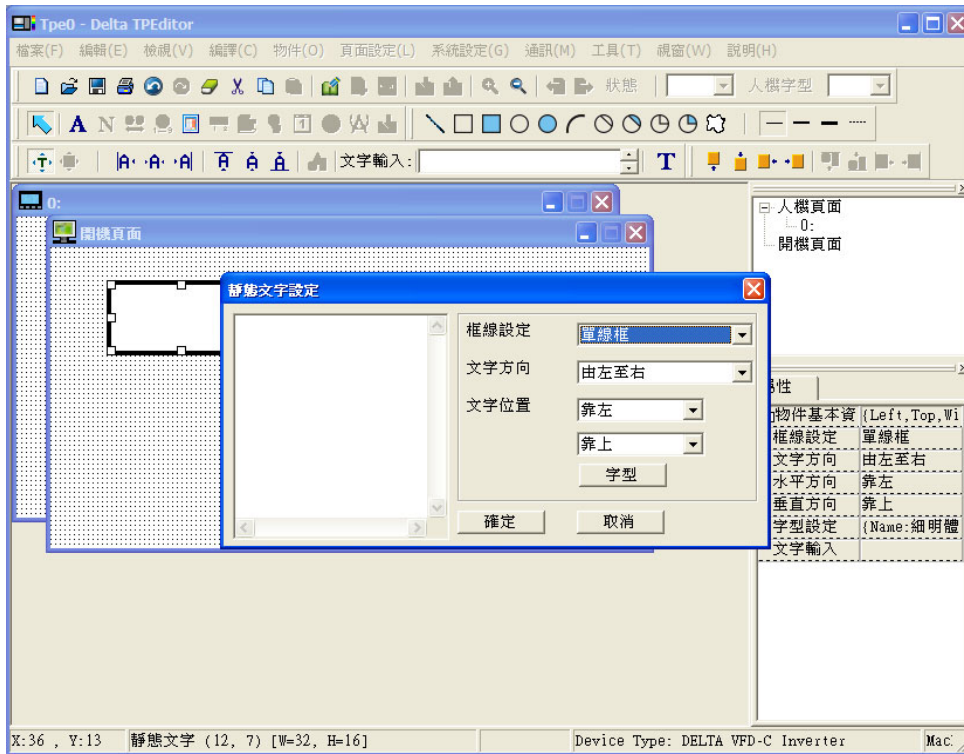 Tpe0 - Delta TPEditor
檔案(F) 編輯(E) 檢視(V) 編譯(C) 物件(O) 頁面設定(L) 系統設定(G) 通訊(M) 工具(T) 視窗(W) 說明(H)
狀態 人機字型
文字輸入:
0:
開機頁面
人機頁面
0:
開機頁面
靜態文字設定
框線設定 單線框
文字方向 由左至右
文字位置 靠左
靠上
字型
確定 取消
性
物件基本資 {Left,Top,Wi
框線設定 單線框
文字方向 由左至右
水平方向 靠左
垂直方向 靠上
字型設定 {Name:細明體
文字輸入
X:36 , Y:13 靜態文字 (12, 7) [W=32, H=16] Device Type: DELTA VFD-C Inverter Mac